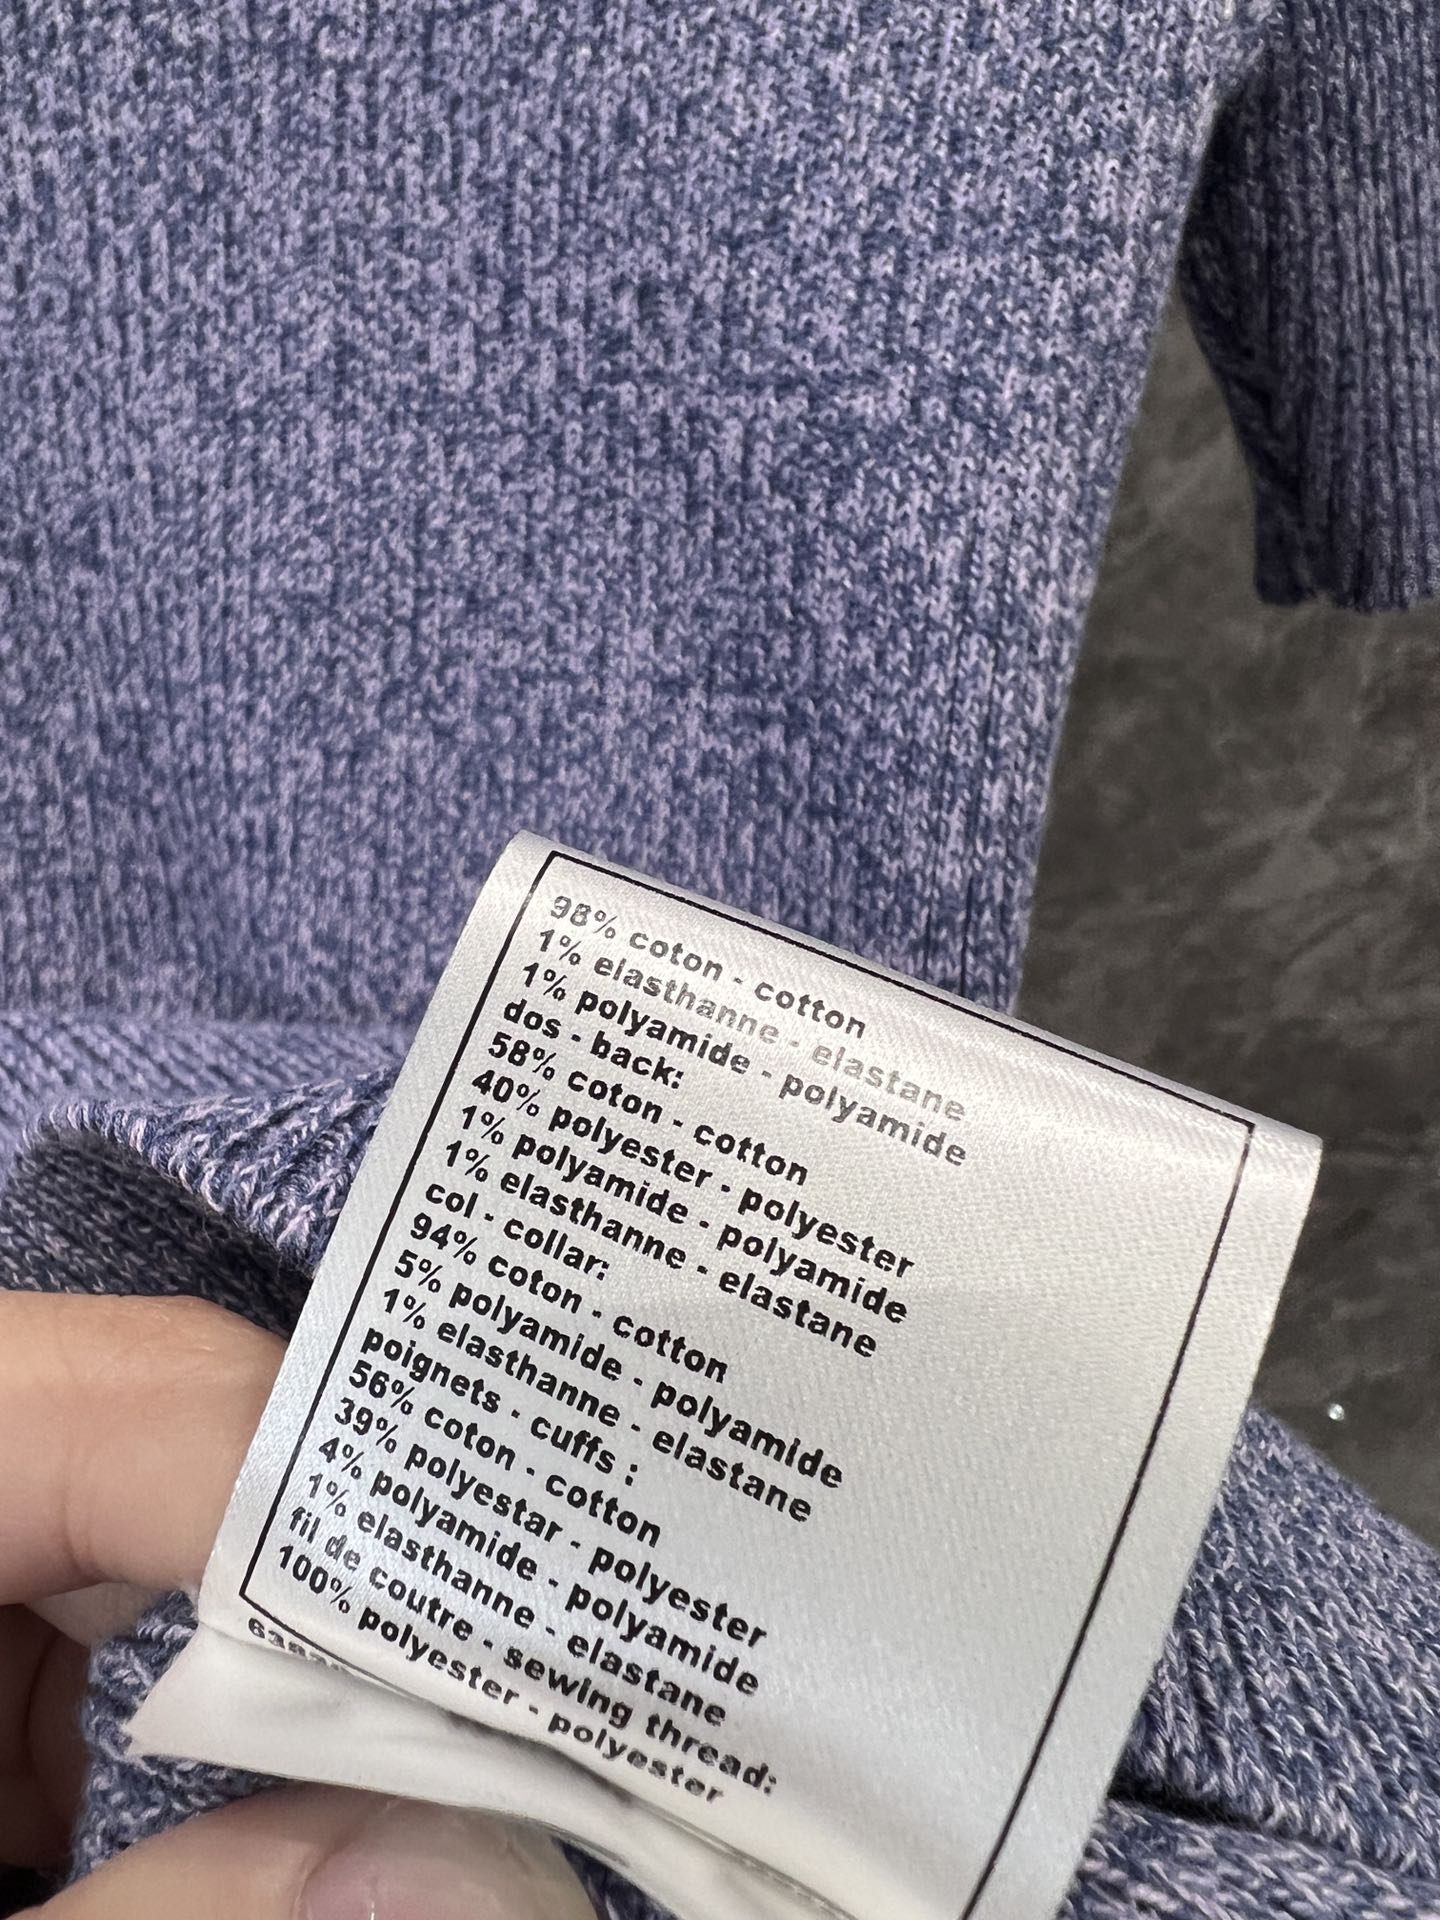 98% coton - cotton
1% elasthanne - elastane
1% polyamide - polyamide
dos - back:
58% coton - cotton
40% polyester - polyester
1% polyamide - polyamide
1% elasthanne - elastane
col - collar:
94% coton - cotton
5% polyamide - polyamide
1% elasthanne - elastane
poignets - cuffs :
56% coton - cotton
39% polyestar - polyester
4% polyamide - polyamide
1% elasthanne - elastane
fil de coutre - sewing thread:
100% polyester - polyester